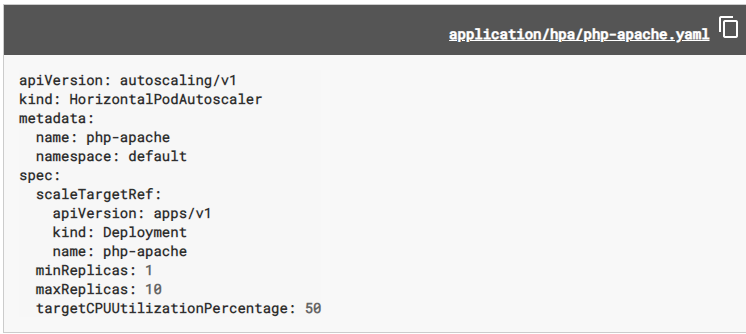 application/hpa/php-apache.yaml
apiVersion: autoscaling/v1
kind: HorizontalPodAutoscaler
metadata:
  name: php-apache
  namespace: default
spec:
  scaleTargetRef:
    apiVersion: apps/v1
    kind: Deployment
    name: php-apache
  minReplicas: 1
  maxReplicas: 10
  targetCPUUtilizationPercentage: 50